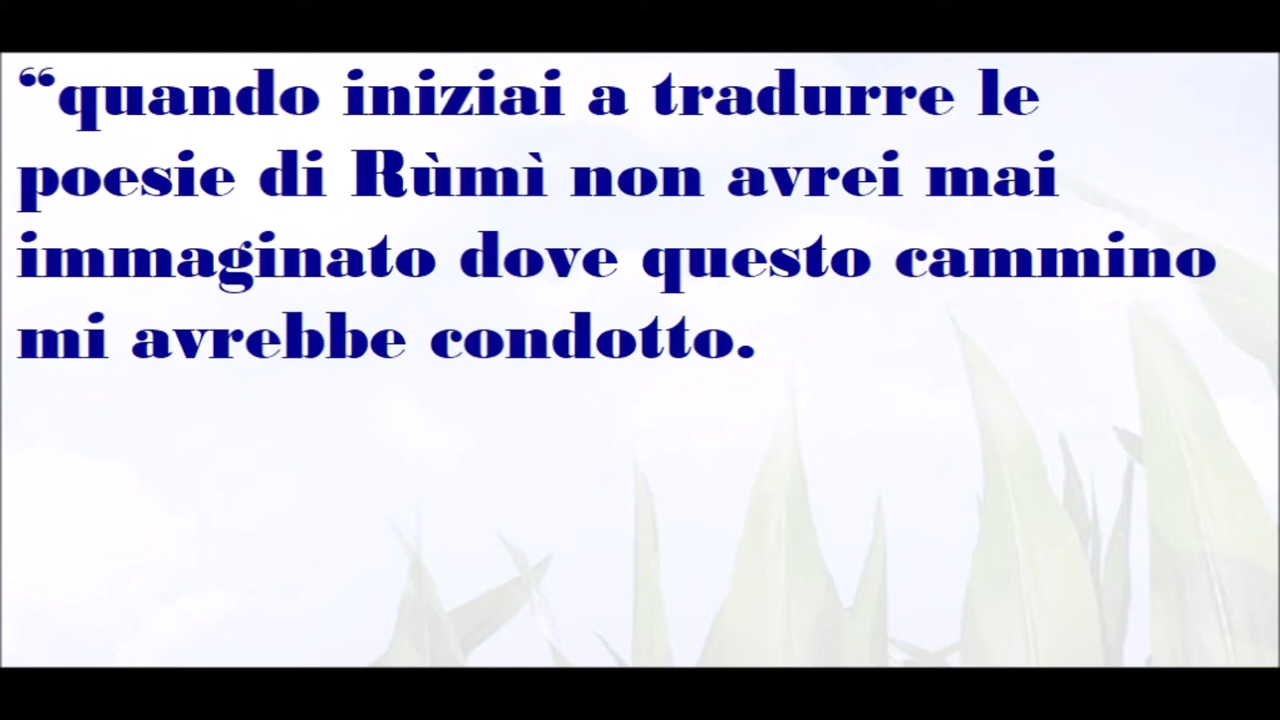 “quando iniziai a tradurre le
poesie di Rùmì non avrei mai
immaginato dove questo cammino
mi avrebbe condotto.